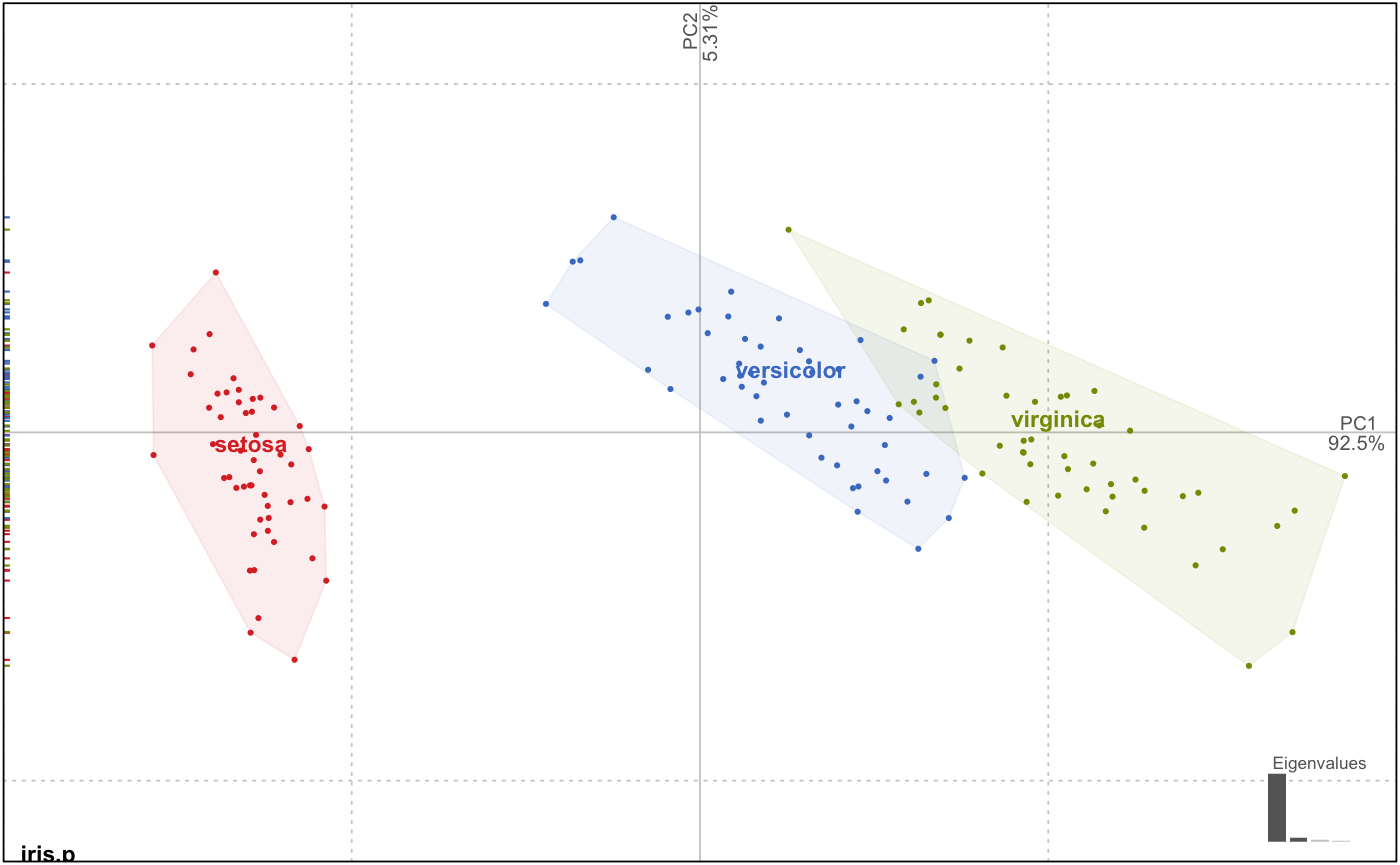 PC2
5.31%
versicolor
virginica
setosa
PC1
92.5%
Eigenvalues
iris.p